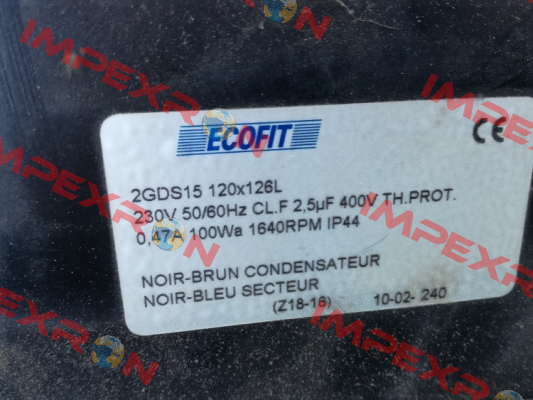 ECOFIT
CE
2GDS15 120x126L
230V 50/60Hz CL.F 2,5µF 400V TH.PROT.
0,47A 100Wa 1640RPM IP44
NOIR-BRUN CONDENSATEUR
NOIR-BLEU SECTEUR
(Z18-16) 10-02- 240
IMPEXRON
IMPEXRON
IMPEXRON
IMPEXRON